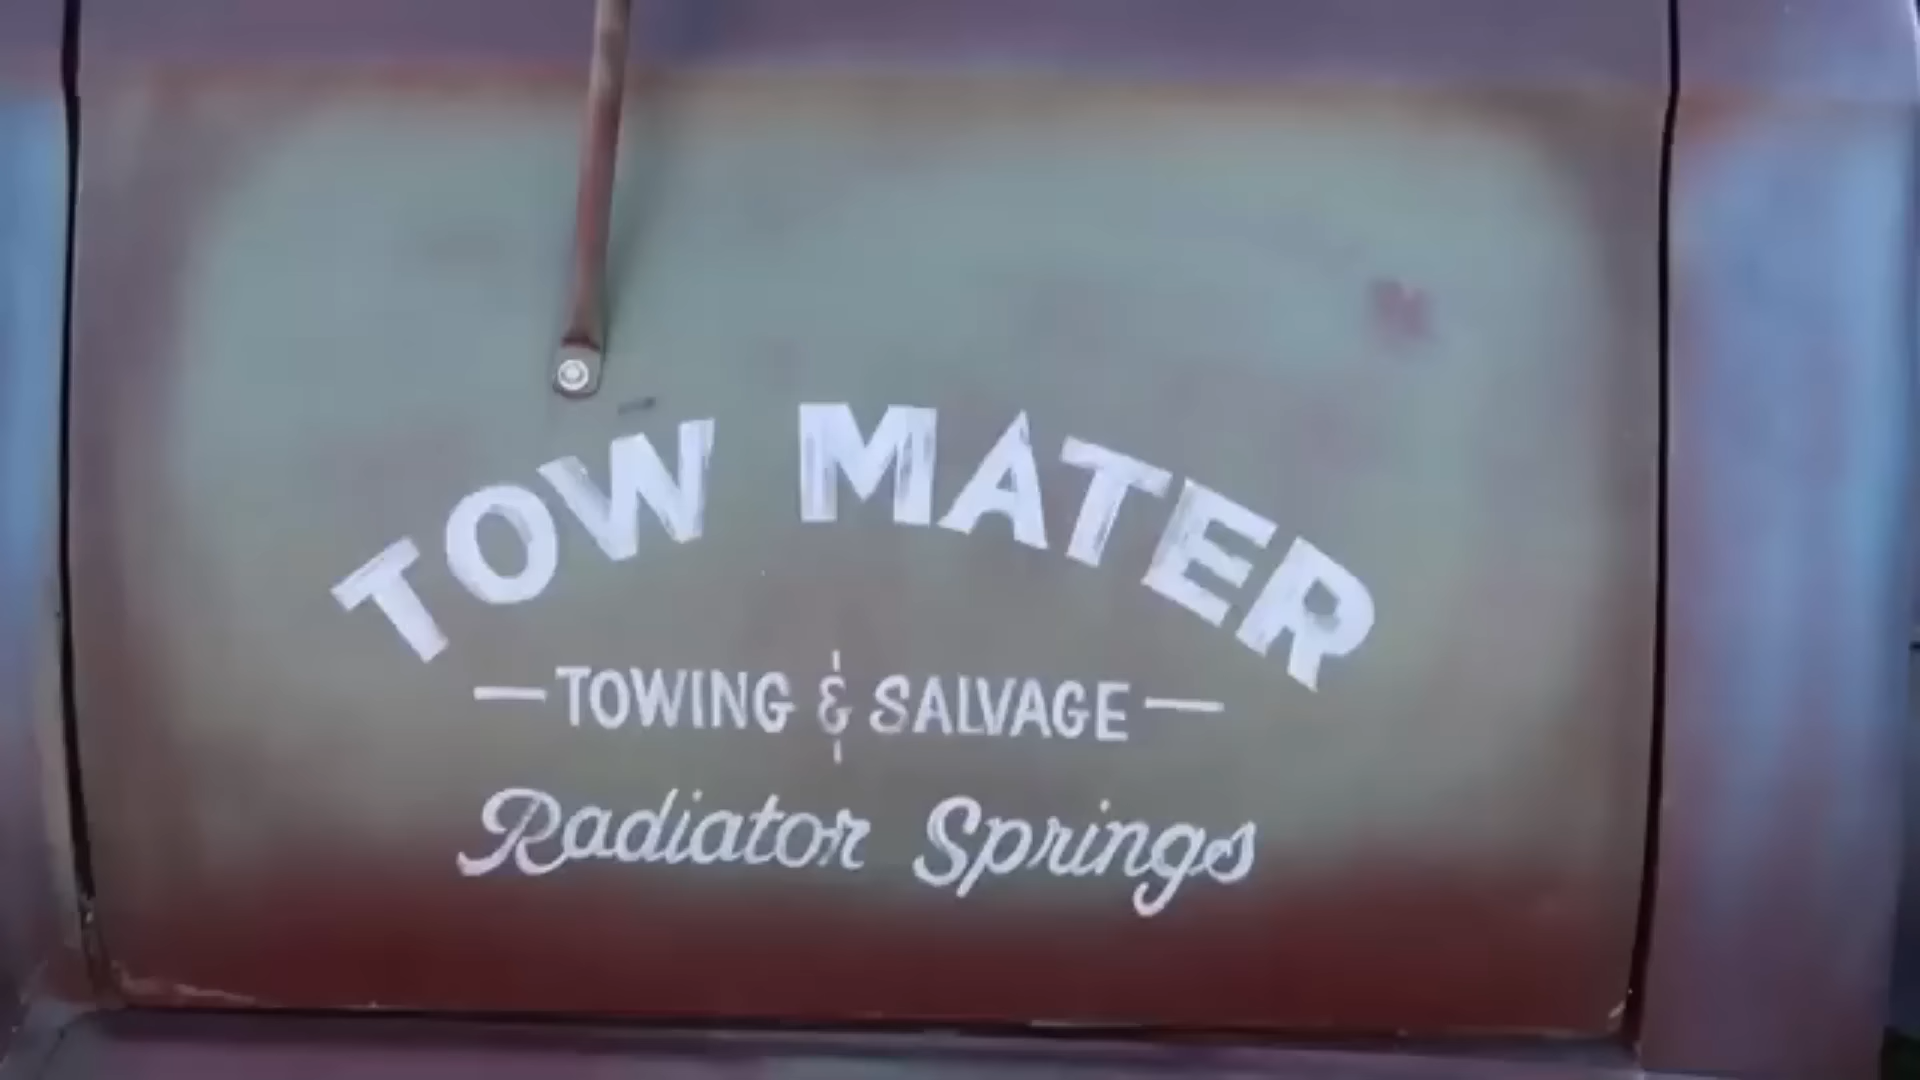 TOW MATER
— TOWING & SALVAGE —
Radiator Springs